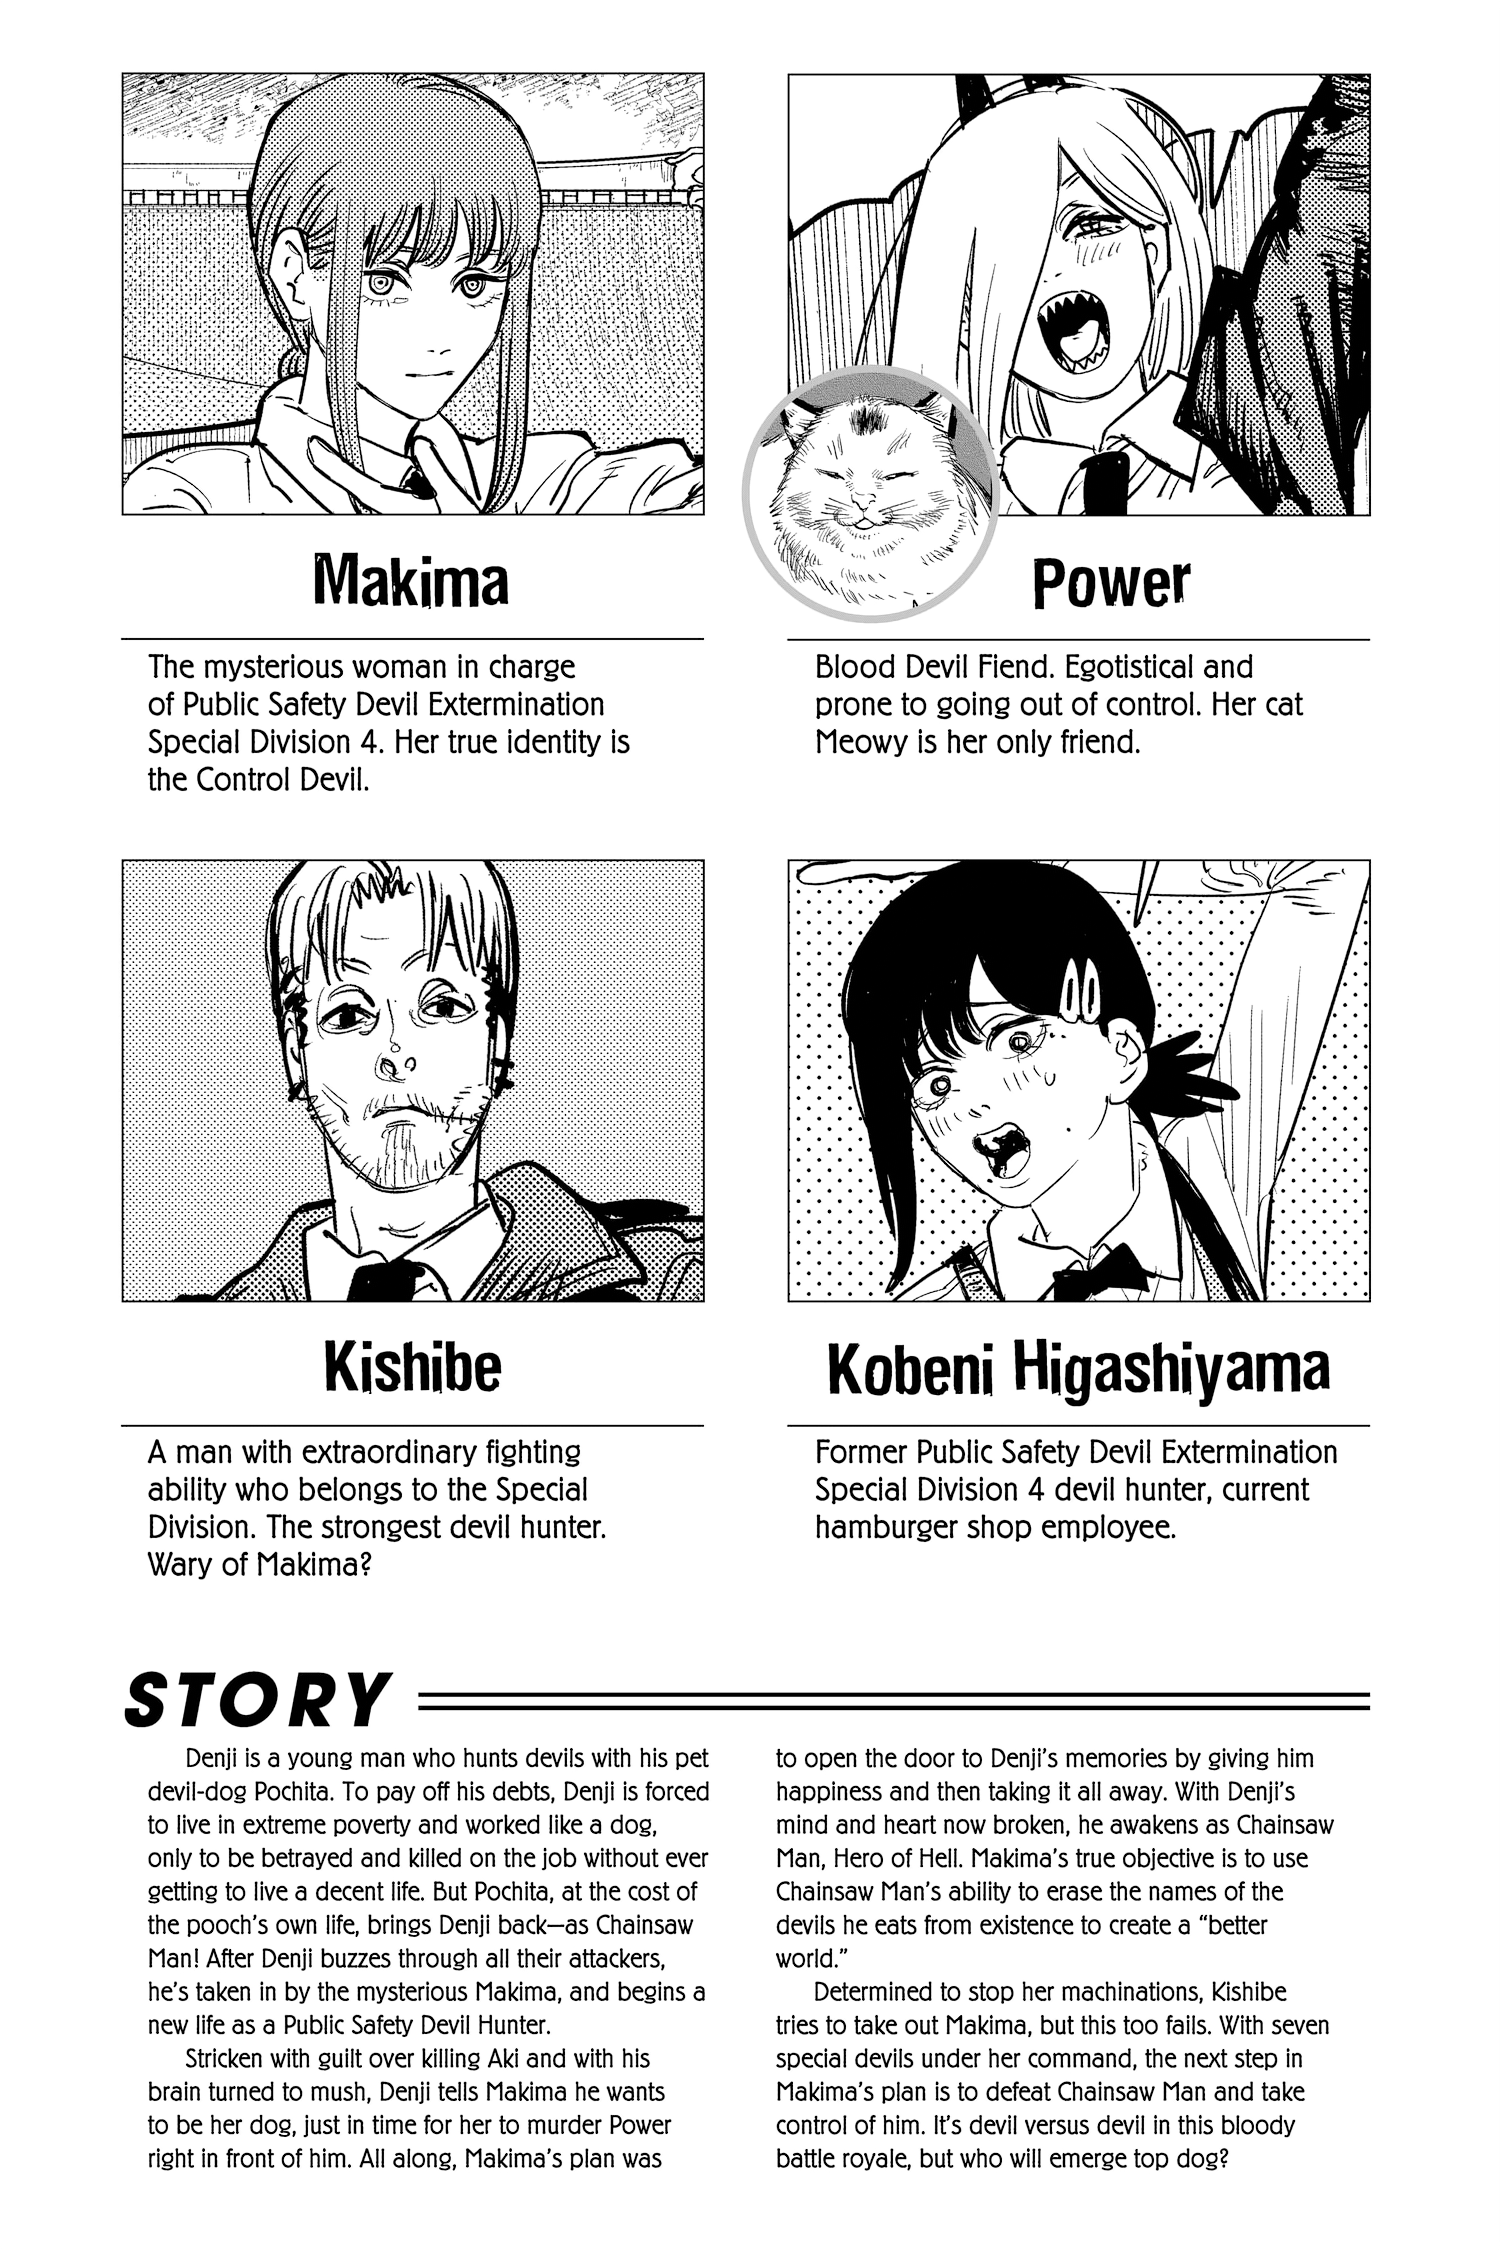 Makima
The mysterious woman in charge
of Public Safety Devil Extermination
Special Division 4. Her true identity is
the Control Devil.
Power
Blood Devil Fiend. Egotistical and
prone to going out of control. Her cat
Meowy is her only friend.
Kishibe
A man with extraordinary fighting
ability who belongs to the Special
Division. The strongest devil hunter.
Wary of Makima?
Kobeni Higashiyama
Former Public Safety Devil Extermination
Special Division 4 devil hunter, current
hamburger shop employee.
STORY
Denji is a young man who hunts devils with his pet
devil-dog Pochita. To pay off his debts, Denji is forced
to live in extreme poverty and worked like a dog,
only to be betrayed and killed on the job without ever
getting to live a decent life. But Pochita, at the cost of
the pooch's own life, brings Denji back—as Chainsaw
Man! After Denji buzzes through all their attackers,
he's taken in by the mysterious Makima, and begins a
new life as a Public Safety Devil Hunter.
Stricken with guilt over killing Aki and with his
brain turned to mush, Denji tells Makima he wants
to be her dog, just in time for her to murder Power
right in front of him. All along, Makima's plan was
to open the door to Denji's memories by giving him
happiness and then taking it all away. With Denji's
mind and heart now broken, he awakens as Chainsaw
Man, Hero of Hell. Makima's true objective is to use
Chainsaw Man's ability to erase the names of the
devils he eats from existence to create a "better
world."
Determined to stop her machinations, Kishibe
tries to take out Makima, but this too fails. With seven
special devils under her command, the next step in
Makima's plan is to defeat Chainsaw Man and take
control of him. It's devil versus devil in this bloody
battle royale, but who will emerge top dog?